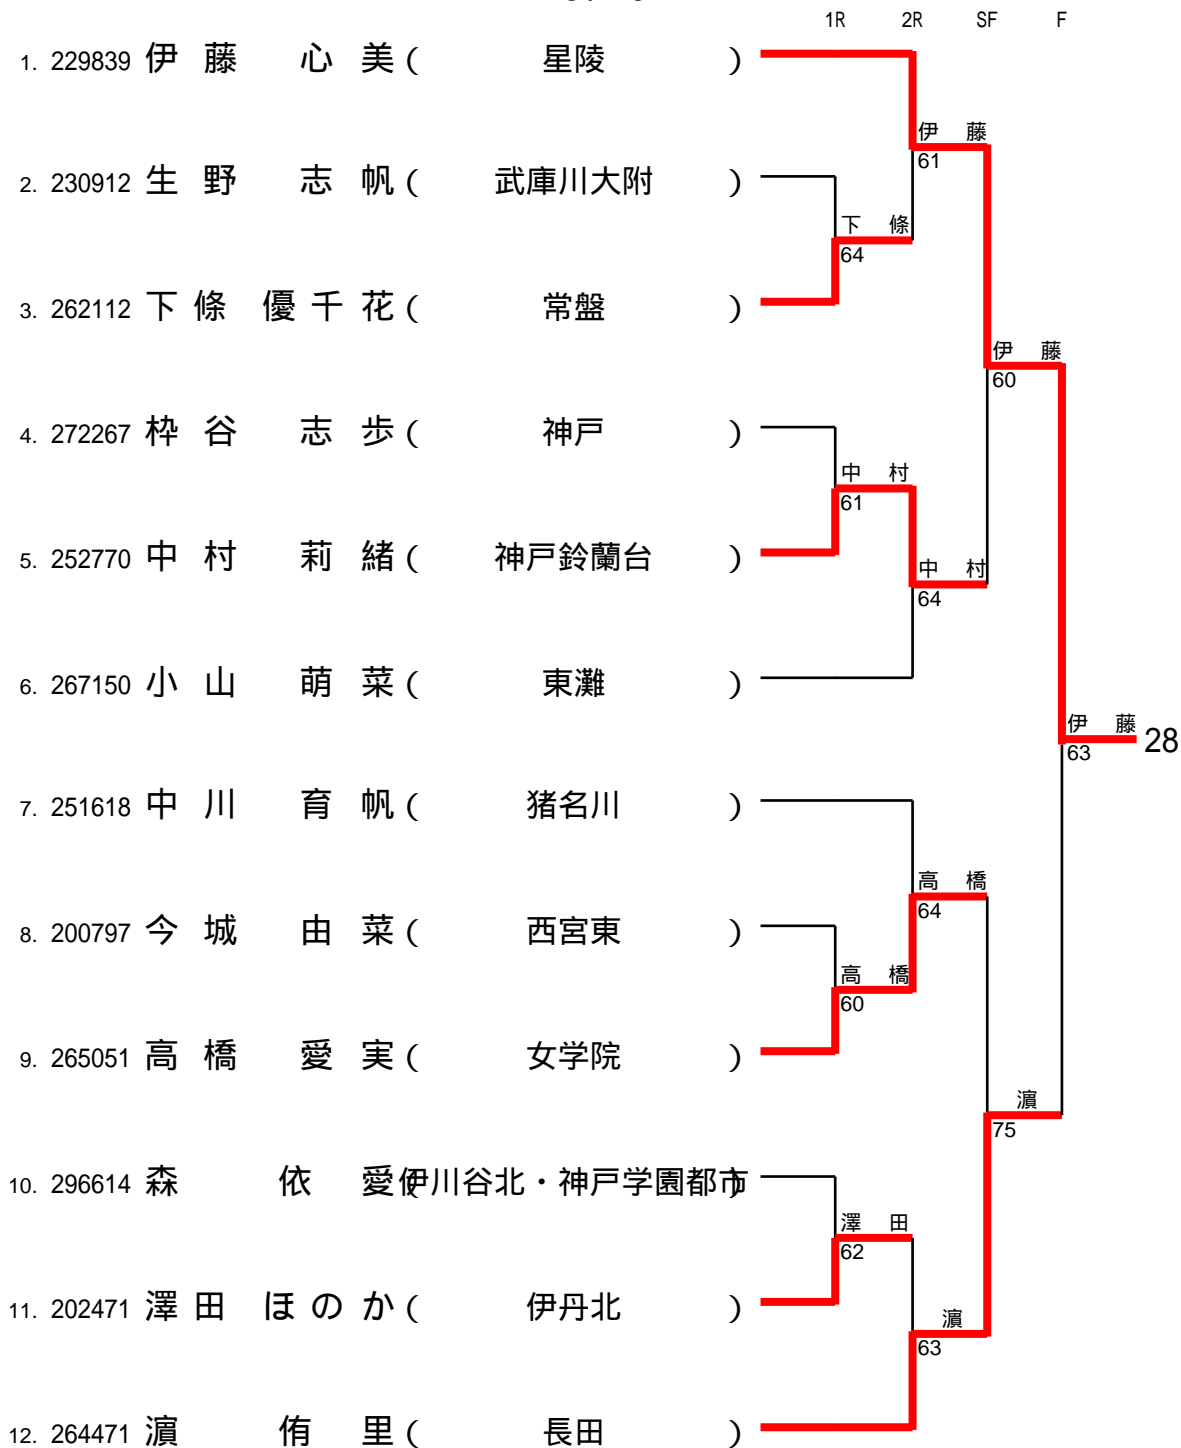 1R 2R SF F
1. 229839 伊藤 心美 ( 星陵 )
伊藤
61
2. 230912 生野 志帆 ( 武庫川大附 )
下條
64
3. 262112 下條 優千花 ( 常盤 )
伊藤
60
4. 272267 枠谷 志歩 ( 神戸 )
中村
61
5. 252770 中村 莉緒 ( 神戸鈴蘭台 )
中村
64
6. 267150 小山 萌菜 ( 東灘 )
伊藤
63
28
7. 251618 中川 育帆 ( 猪名川 )
高橋
64
8. 200797 今城 由菜 ( 西宮東 )
高橋
60
9. 265051 高橋 愛実 ( 女学院 )
濵
75
10. 296614 森 依愛 ( 伊川谷北・神戸学園都市 )
澤田
62
11. 202471 澤田 ほのか ( 伊丹北 )
濵
63
12. 264471 濵 侑里 ( 長田 )